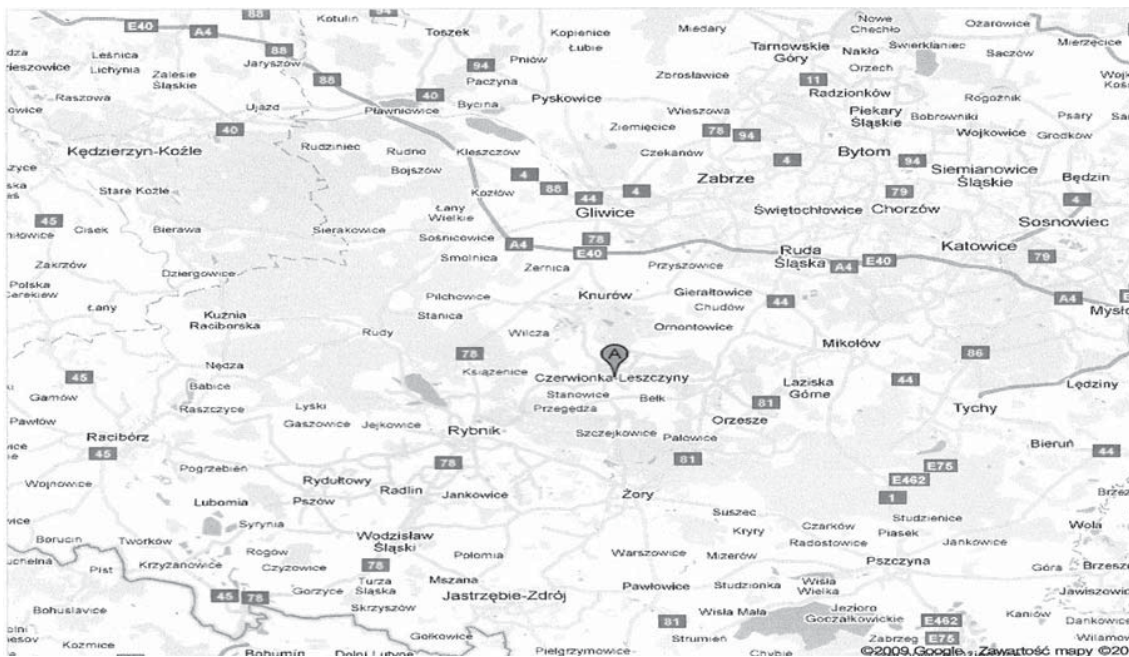 E40
A4
88
Kotulin
84
Toszek
Kopienice
Łubie
Miedary
Nowe
Chechło
Ożarowice
Mierzęcice
Leśnica
Lichynia
Zalesie
Śląskie
88
Jaryszów
88
94
Paczyna
Pniów
Tarnowskie
Góry
Nakło
Orzech
Świerklaniec
Sączów
Zbrosławice
11
Radzionków
Raszowa
Ujazd
40
Pławniowice
Bycina
Pyskowice
Wieszowa
Piekary
Śląskie
Rogoźnik
Bobrowniki
Psary
Wojkowice
Gródków
40
Kędzierzyn-Koźle
Rudziniec
Rudno
Bojszów
Kleszczów
Ziemięcice
78
94
Czekanów
4
Bytom
94
Siemianowice
Śląskie
Będzin
Stare Koźle
Kozłów
4
88
44
4
Zabrze
79
4
45
Cisek
Bierawa
Sierakowice
Łany
Wielkie
Gliwice
Świętochłowice
Chorzów
Sosnowiec
Sośnicowice
Smolnica
A4
78
E40
Ruda
Śląska
Katowice
79
Zakrzów
Dziergowice
Żernica
Przyszowice
A4
E40
Polska
Cerekiew
Łany
Kuźnia
Raciborska
Pilchowice
Stanica
Knurów
Gierałtowice
Chudów
44
A4
Rudy
Wilcza
Ornontowice
Mikołów
Nędza
78
Książenice
A
86
45
Gamów
Babice
Raszczyce
Czerwionka-Leszczyny
Stanowice
Przegędza
Bełk
Łaziska
Górne
44
Lędziny
81
Orzesze
Tychy
Pawłów
Racibórz
45
Łyski
Gaszowice
Jejkowice
Rybnik
Szczejkowice
Palowice
Bieruń
44
Pogrzebień
78
81
E75
E462
1
Wojnowice
Rydułtowy
Pszów
Radlin
Jankowice
Żory
Lubomia
Syrynia
Suszec
Kryry
Studzienice
Borucin
Tworków
Wodzisław
Śląski
Połomia
Czarków
Radostowice
Piasek
Jankowice
Wola
Krzyżanowice
Rogów
Czyżowice
78
Warszowice
Mizerów
Pszczyna
Góra
Pist
Gorzyce
Turza
Śląska
Skrzyszów
Mszana
Jastrzębie-Zdrój
Pawłowice
Studzionka
Wisła
Wielka
45
78
Bohuslavice
Wisła Mała
Jezioro
Goczałkowickie
Kaniów
Gołkowice
81
Strumień
E462
Kozmice
Bohumín
Pielgrzymowice
Chybie
Zabrzeg
E75
©2009 Google - Zawartość mapy ©20